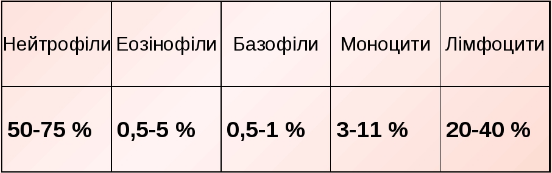 Нейтрофіли Еозінофіли Базофіли Моноцити Лімфоцити
50-75 % 0,5-5 % 0,5-1 % 3-11 % 20-40 %